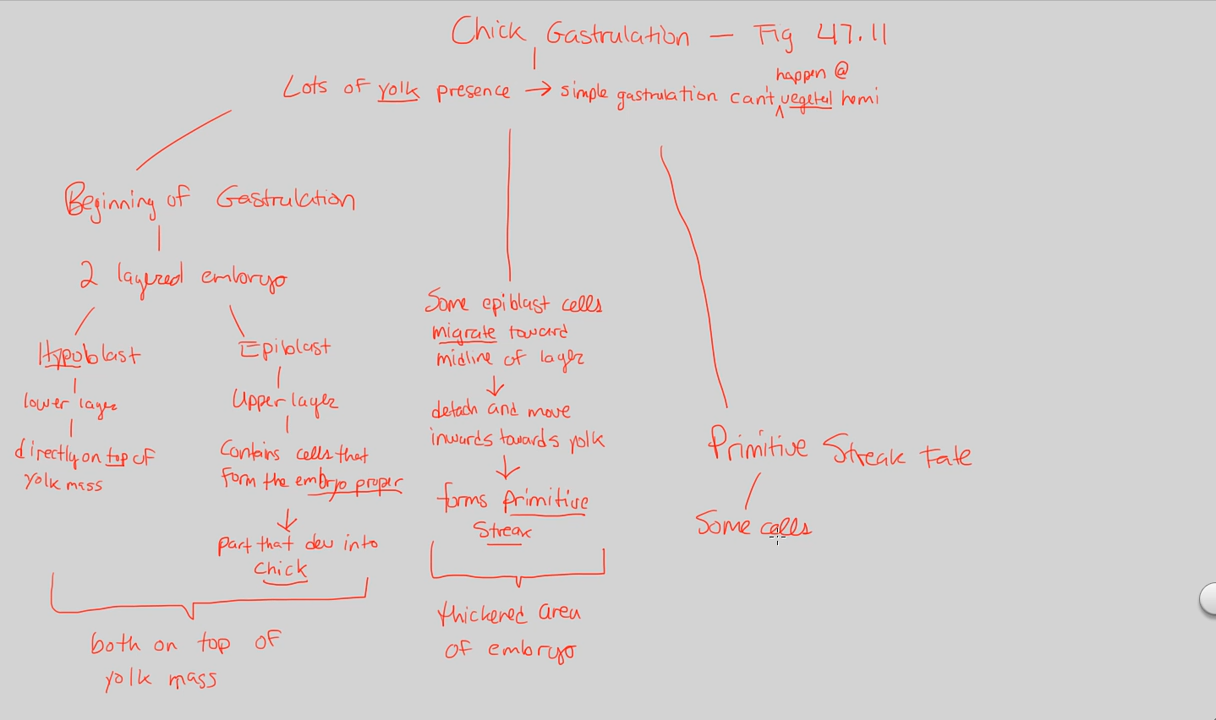 Chick Gastrulation — Fig 47.11
Lots of yolk presence → simple gastrulation can't happen @ vegetal hemi
Beginning of Gastrulation
2 layered embryo
Hypoblast
lower layer
directly on top of
yolk mass
Epiblast
Upper layer
Contains cells that
form the embryo proper
↓
part that dev into
chick
both on top of
yolk mass
Some epiblast cells
migrate toward
midline of layer
↓
detach and move
inwards towards yolk
↓
forms Primitive
Streak
thickered area
of embryo
Primitive Streak Fate
Some cells